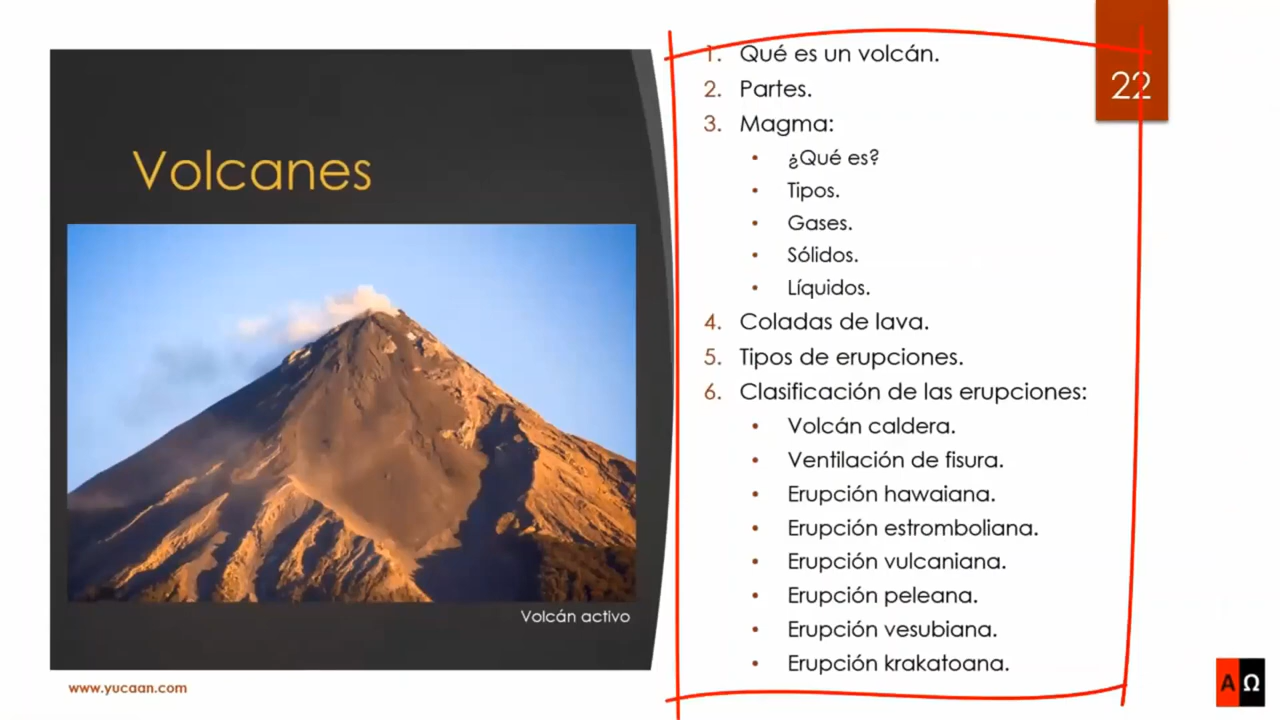 Volcanes
Volcán activo
www.yucaan.com
1. Qué es un volcán.
2. Partes.
3. Magma:
• ¿Qué es?
• Tipos.
• Gases.
• Sólidos.
• Líquidos.
4. Coladas de lava.
5. Tipos de erupciones.
6. Clasificación de las erupciones:
• Volcán caldera.
• Ventilación de fisura.
• Erupción hawaiana.
• Erupción estromboliana.
• Erupción vulcaniana.
• Erupción peleana.
• Erupción vesubiana.
• Erupción krakatoana.
22
A Ω